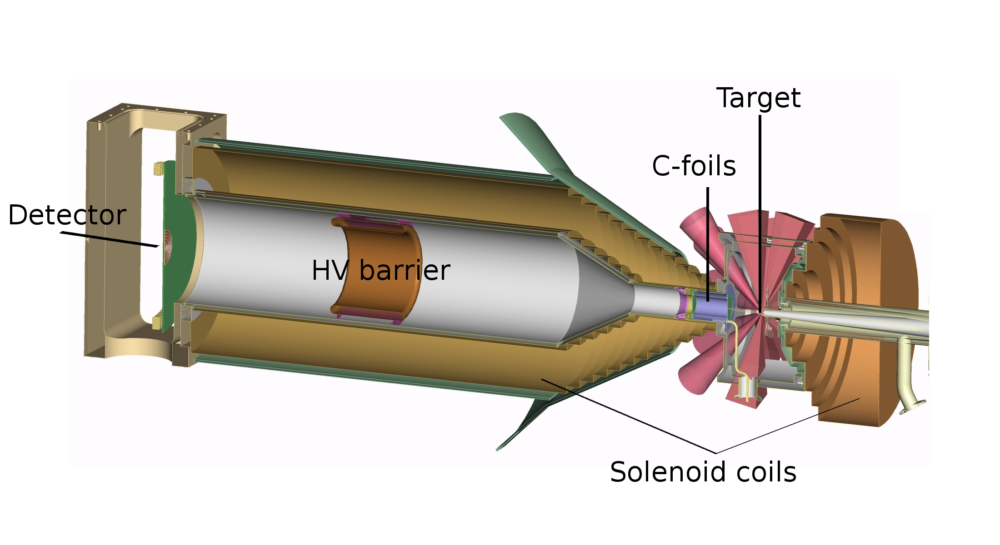 Target
C-foils
Detector
HV barrier
Solenoid coils